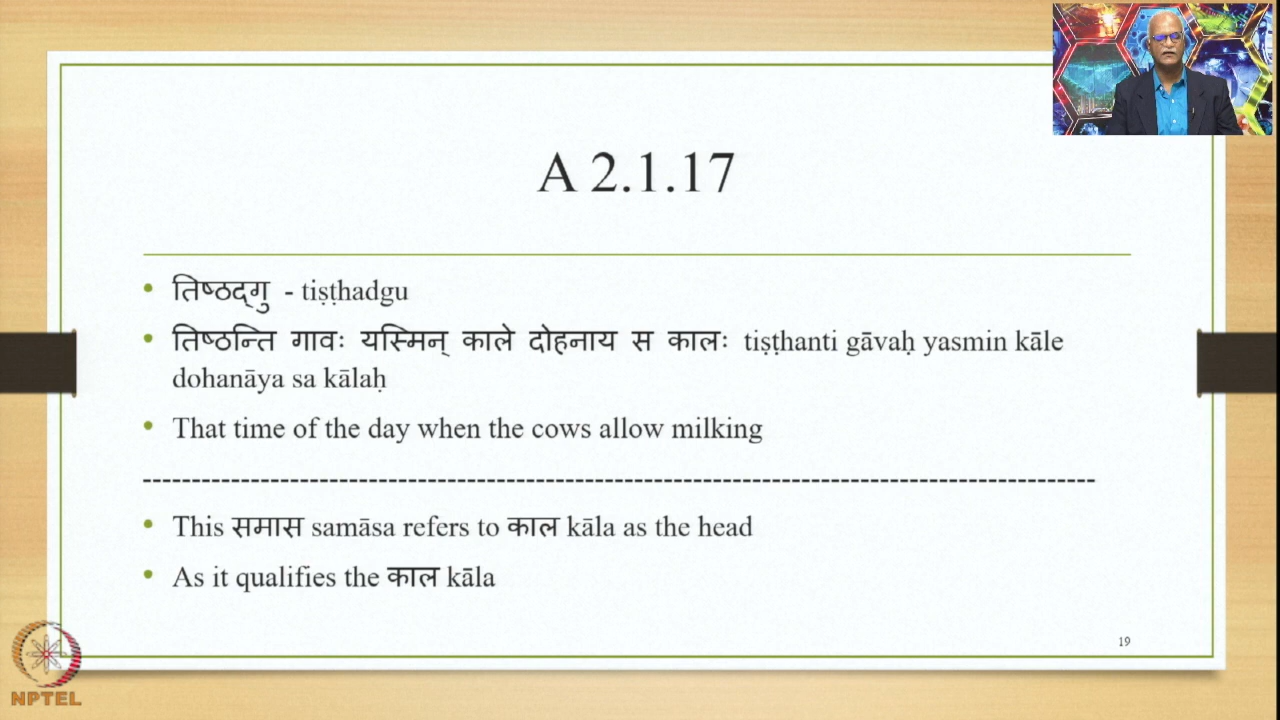 A 2.1.17
• तिष्ठद्गु - tiṣṭhadgu
• तिष्ठन्ति गावः यस्मिन् काले दोहनाय स कालः tiṣṭhanti gāvaḥ yasmin kāle
dohanāya sa kālaḥ
• That time of the day when the cows allow milking
--------------------------------------------------------------------------------------------------
• This समास samāsa refers to काल kāla as the head
• As it qualifies the काल kāla
19
NPTEL